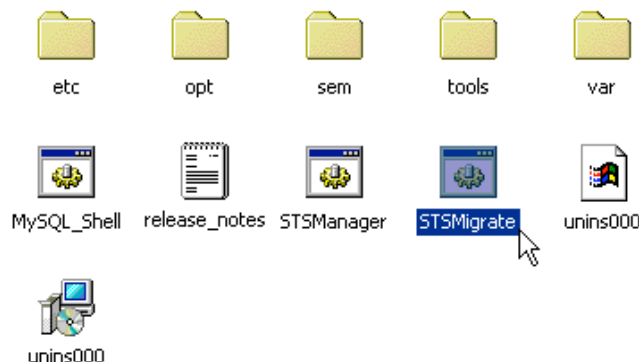 etc
opt
sem
tools
var
MySQL_Shell
release_notes
STSManager
STSMigrate
unins000
unins000